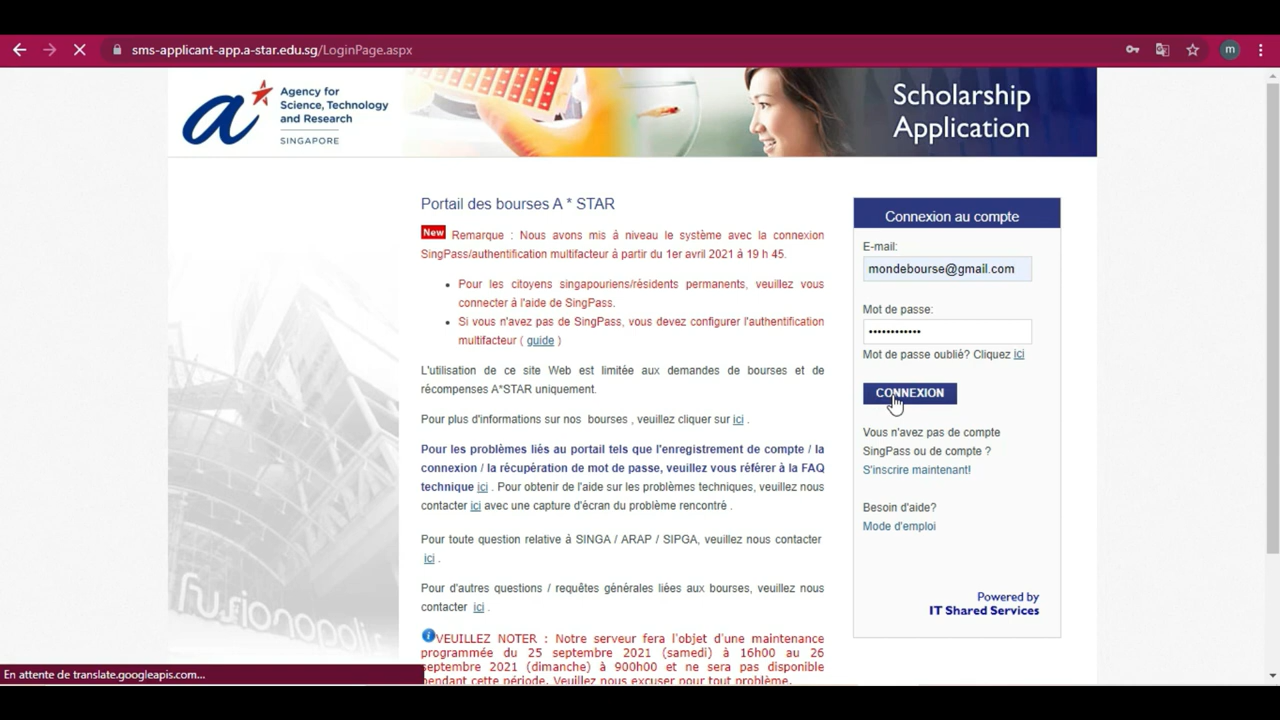 sms-applicant-app.a-star.edu.sg/LoginPage.aspx
m
a
Agency for
Science, Technology
and Research
SINGAPORE
Scholarship
Application
Portail des bourses A * STAR
New Remarque : Nous avons mis à niveau le système avec la connexion
SingPass/authentification multifacteur à partir du 1er avril 2021 à 19 h 45.
• Pour les citoyens singapouriens/résidents permanents, veuillez vous
connecter à l'aide de SingPass.
• Si vous n'avez pas de SingPass, vous devez configurer l'authentification
multifacteur ( guide )
L'utilisation de ce site Web est limitée aux demandes de bourses et de
récompenses A*STAR uniquement.
Pour plus d'informations sur nos bourses , veuillez cliquer sur ici .
Pour les problèmes liés au portail tels que l'enregistrement de compte / la
connexion / la récupération de mot de passe, veuillez vous référer à la FAQ
technique ici . Pour obtenir de l'aide sur les problèmes techniques, veuillez nous
contacter ici avec une capture d'écran du problème rencontré .
Pour toute question relative à SINGA / ARAP / SIPGA, veuillez nous contacter
ici .
Pour d'autres questions / requêtes générales liées aux bourses, veuillez nous
contacter ici .
VEUILLEZ NOTER : Notre serveur fera l'objet d'une maintenance
programmée du 25 septembre 2021 (samedi) à 16h00 au 26
septembre 2021 (dimanche) à 900h00 et ne sera pas disponible
pendant cette période. Veuillez nous excuser pour tout problème.
Connexion au compte
E-mail:
mondebourse@gmail.com
Mot de passe:
••••••••••••
Mot de passe oublié? Cliquez ici
CONNEXION
Vous n'avez pas de compte
SingPass ou de compte ?
S'inscrire maintenant!
Besoin d'aide?
Mode d'emploi
Powered by
IT Shared Services
fusionopolis
En attente de translate.googleapis.com...